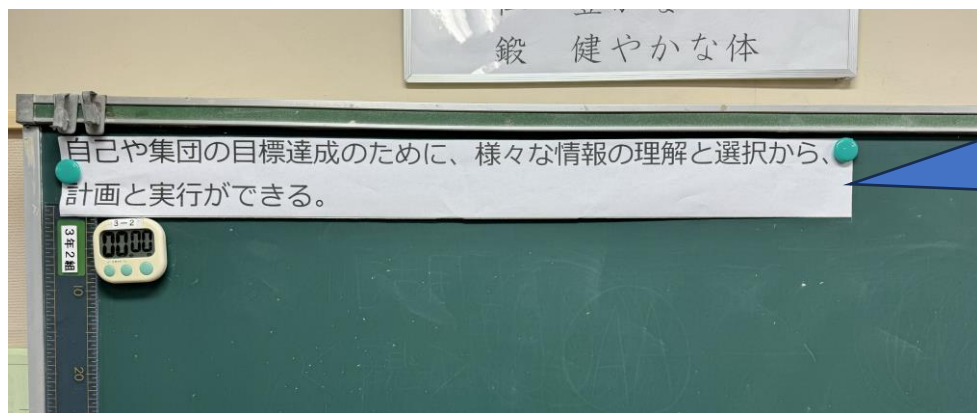 鍛 健やかな体
自己や集団の目標達成のために、様々な情報の理解と選択から、
計画と実行ができる。
3年2組
3-2
00 00
10
20